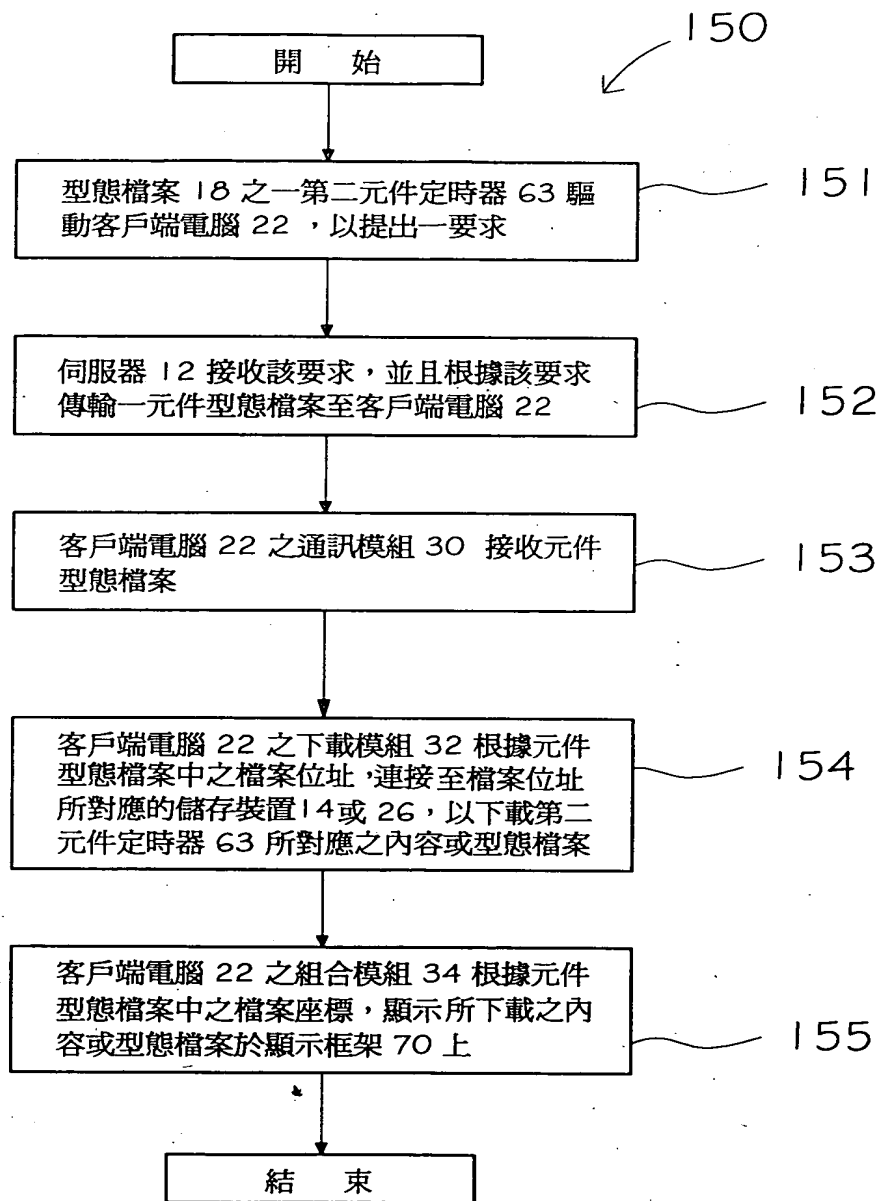 150
開 始
型態檔案 18 之一第二元件定時器 63 驅
動客戶端電腦 22 ,以提出一要求
151
伺服器 12 接收該要求,並且根據該要求
傳輸一元件型態檔案至客戶端電腦 22
152
客戶端電腦 22 之通訊模組 30 接收元件
型態檔案
153
客戶端電腦 22 之下載模組 32 根據元件
型態檔案中之檔案位址,連接至檔案位址
所對應的儲存裝置14或 26 ,以下載第二
元件定時器 63 所對應之內容或型態檔案
154
客戶端電腦 22 之組合模組 34 根據元件
型態檔案中之檔案座標,顯示所下載之內
容或型態檔案於顯示框架 70 上
155
結 束